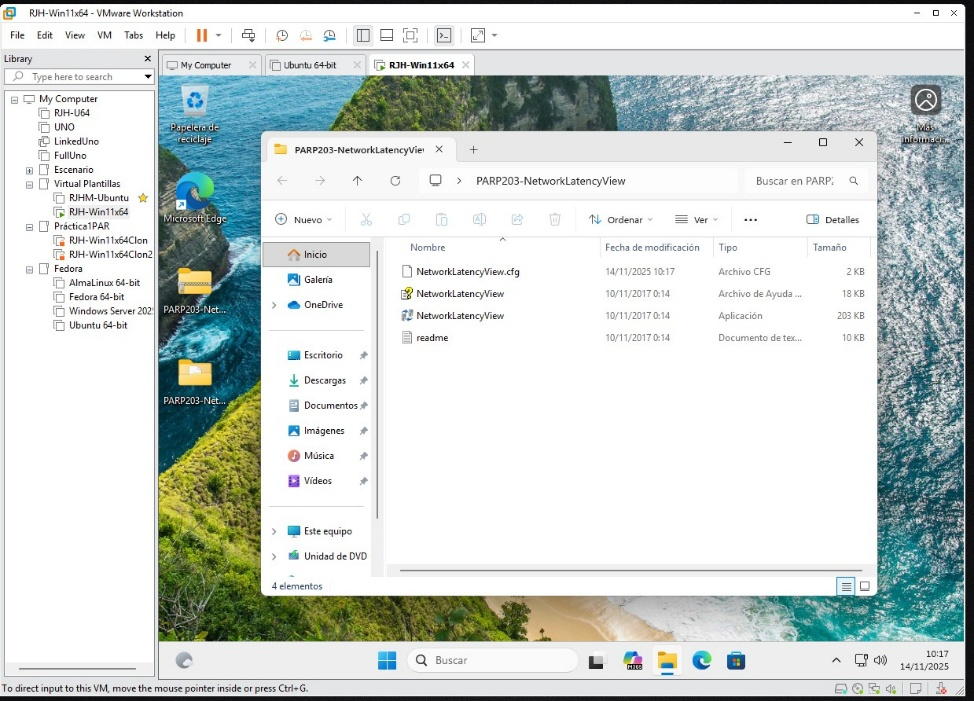 RJH-Win11x64 - VMware Workstation
File Edit View VM Tabs Help
Library
Type here to search
My Computer
RJH-U64
UNO
LinkedUno
FullUno
Escenario
Virtual Plantillas
RJHM-Ubuntu
RJH-Win11x64
Práctica1PAR
RJH-Win11x64Clon
RJH-Win11x64Clon2
Fedora
AlmaLinux 64-bit
Fedora 64-bit
Windows Server 202
Ubuntu 64-bit
My Computer Ubuntu 64-bit RJH-Win11x64
Papelera de
reciclaje
Microsoft Edge
PARP203-Net...
PARP203-Net...
Más
informaci...
PARP203-NetworkLatencyVie
PARP203-NetworkLatencyView
Buscar en PARP2
Nuevo Ordenar Ver ... Detalles
Inicio
Galería
OneDrive
Escritorio
Descargas
Documentos
Imágenes
Música
Vídeos
Este equipo
Unidad de DVD
Nombre Fecha de modificación Tipo Tamaño
NetworkLatencyView.cfg 14/11/2025 10:17 Archivo CFG 2 KB
NetworkLatencyView 10/11/2017 0:14 Archivo de Ayuda ... 18 KB
NetworkLatencyView 10/11/2017 0:14 Aplicación 203 KB
readme 10/11/2017 0:14 Documento de tex... 10 KB
4 elementos
Buscar
M365
10:17
14/11/2025
To direct input to this VM, move the mouse pointer inside or press Ctrl+G.